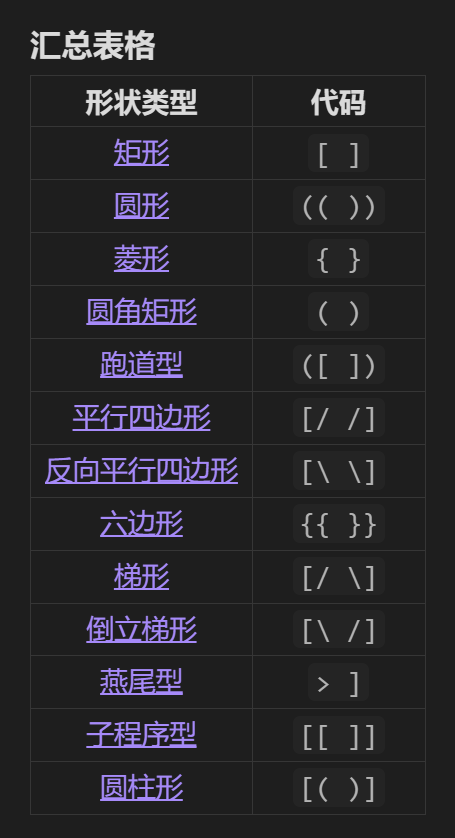 汇总表格
形状类型 代码
矩形 [ ]
圆形 (( ))
菱形 { }
圆角矩形 ( )
跑道型 ([ ])
平行四边形 [/ /]
反向平行四边形 [\ \]
六边形 {{ }}
梯形 [/ \]
倒立梯形 [\ /]
燕尾型 > ]
子程序型 [[ ]]
圆柱形 [( )]